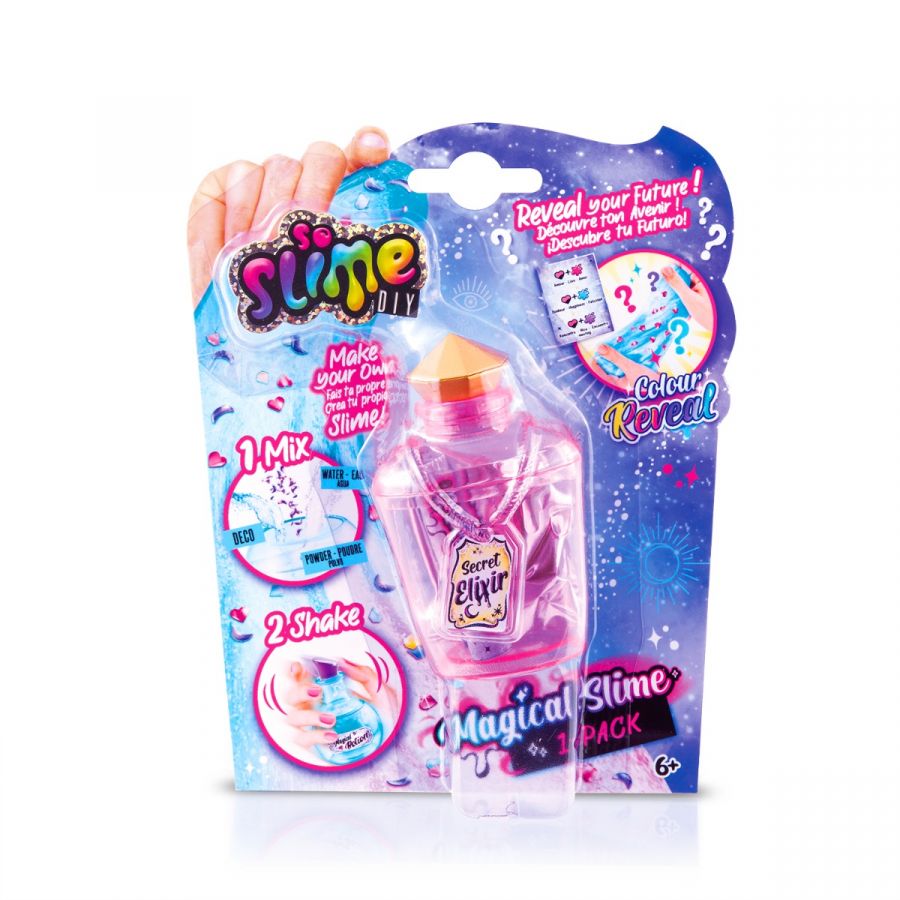 So
Slime
DIY
Reveal your Future!
Découvre ton Avenir!
¡Descubre tu Futuro!
Colour
Reveal
Make
your Own
Fais ta propre
Crea tu propio
Slime!
1 Mix
WATER - EAU
AGUA
DECO
POWDER - POUDRE
POLVO
2 Shake
Magical
Potion
Secret
Elixir
Magical Slime
1-PACK
6+